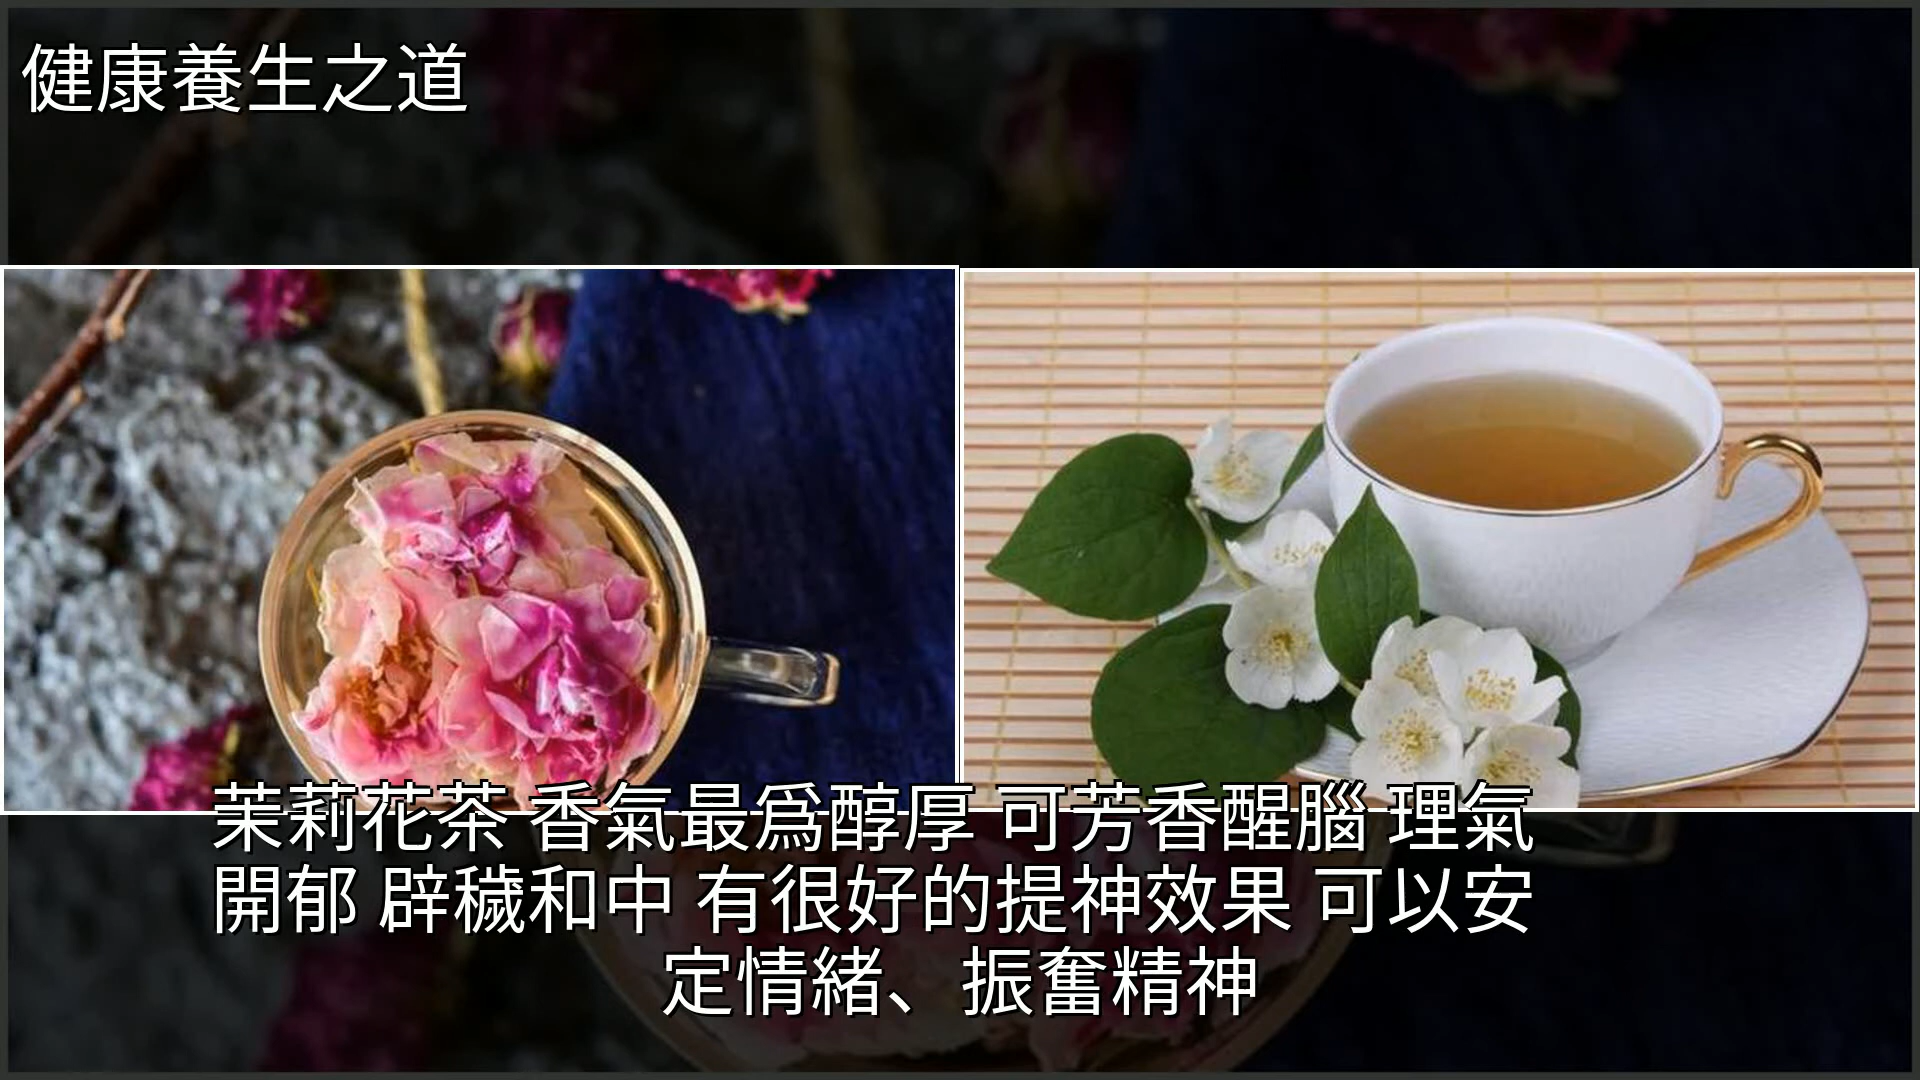 健康養生之道
茉莉花茶 香氣最爲醇厚 可芳香醒腦 理氣
開郁 辟穢和中 有很好的提神效果 可以安
定情緒、振奮精神